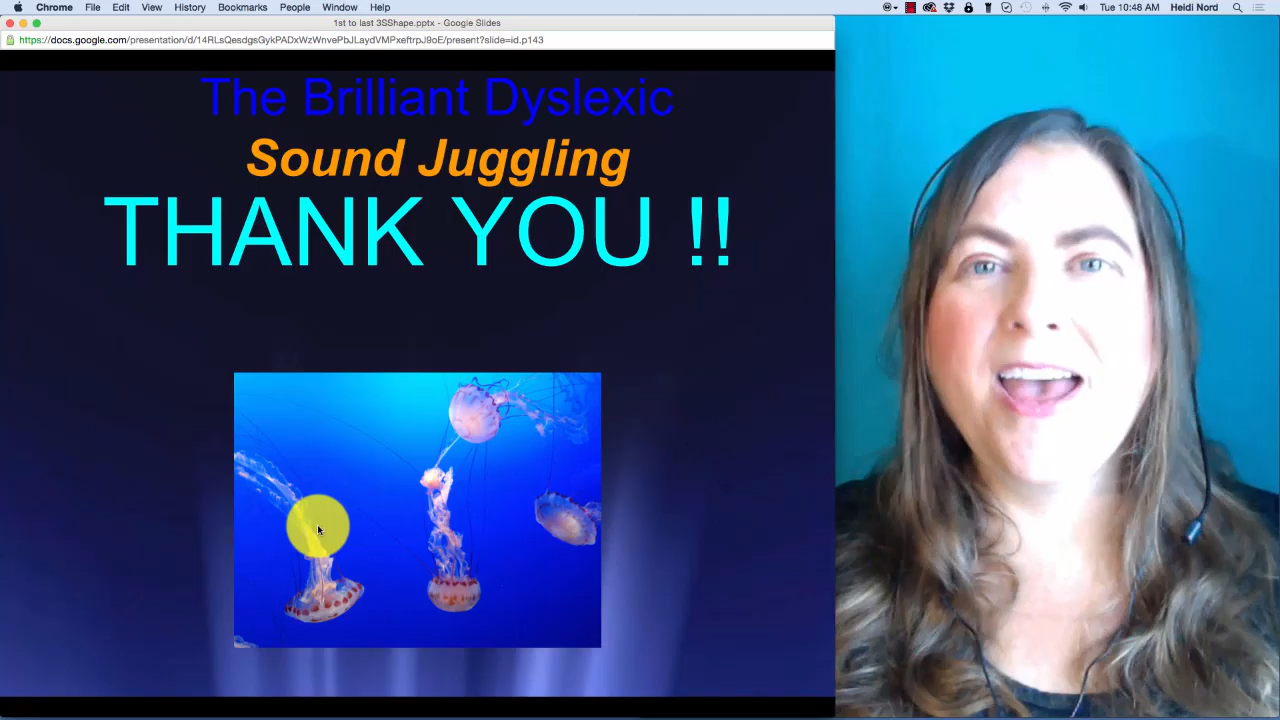 Chrome File Edit View History Bookmarks People Window Help Tue 10:48 AM Heidi Nord
1st to last 3SShape.pptx - Google Slides
https://docs.google.com/presentation/d/14RLsQesdgsGykPADxWzWnvePbJLaydVMPxeftrpJ9oE/present?slide=id.p143
The Brilliant Dyslexic
Sound Juggling
THANK YOU !!